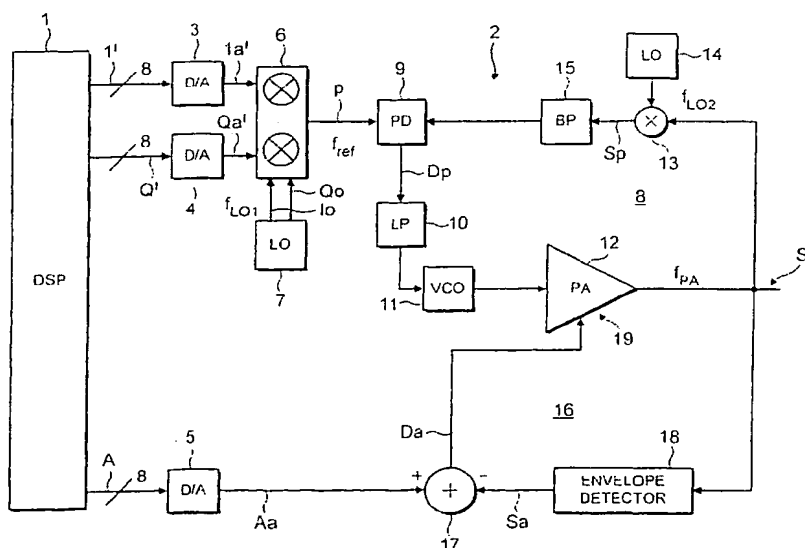 1
3
1'
8
D/A
1a'
6
2
LO
14
9
15
p
PD
BP
f_LO2
8
Qa'
f_ref
Sp
13
Q'
D/A
4
Dp
8
f_LO1
Qo
Io
LP
10
LO
7
12
S
DSP
11
VCO
PA
f_PA
19
16
Da
5
18
A
8
D/A
+
-
ENVELOPE
DETECTOR
+
Aa
Sa
17